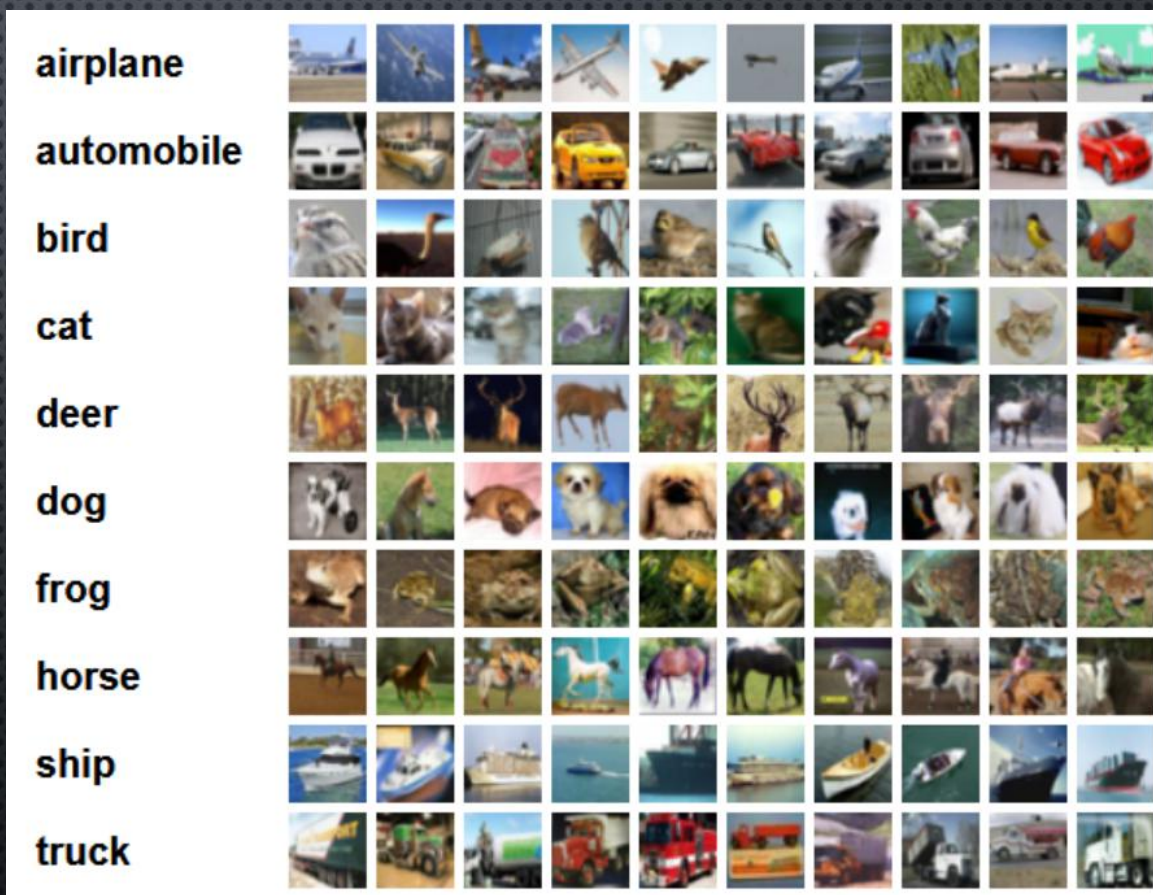 airplane
automobile
bird
cat
deer
dog
frog
horse
ship
truck